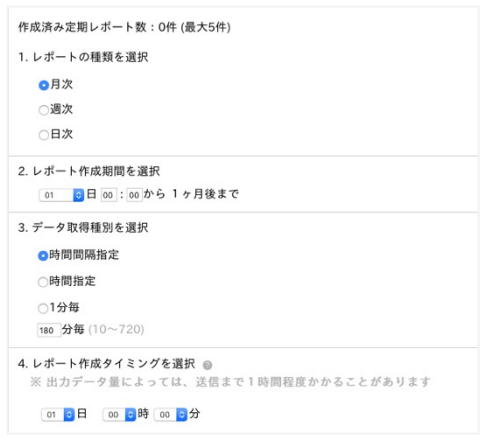 作成済み定期レポート数：0件 (最大5件)
1. レポートの種類を選択
月次
週次
日次
2. レポート作成期間を選択
01 日 00 : 00 から 1ヶ月後まで
3. データ取得種別を選択
時間間隔指定
時間指定
1分毎
180 分毎 (10〜720)
4. レポート作成タイミングを選択 ?
※ 出力データ量によっては、送信まで1時間程度かかることがあります
01 日 00 時 00 分